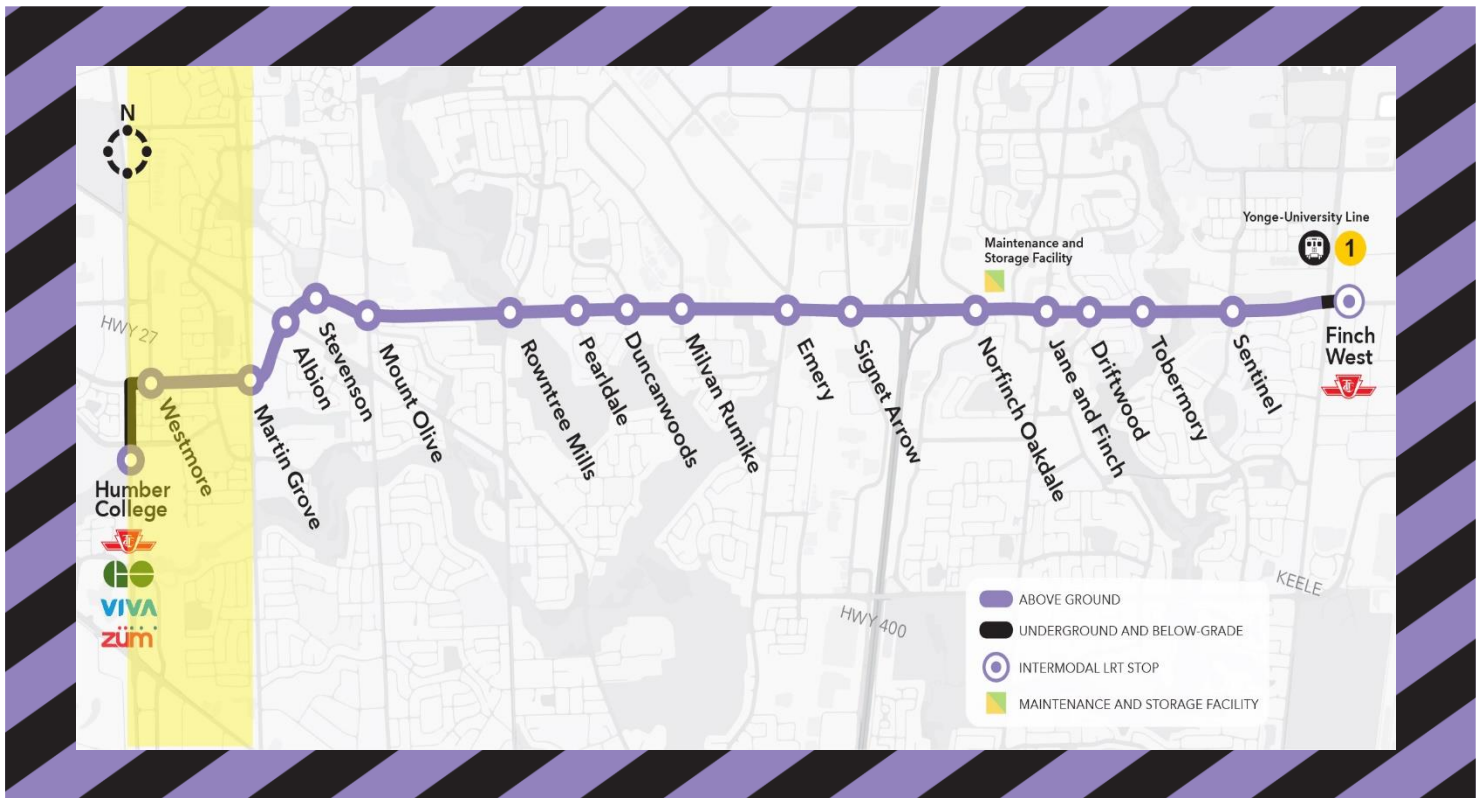 N
Yonge-University Line
1
Maintenance and
Storage Facility
HWY 27
Humber
College
VIVA
züm
Westmore
Martin Grove
Albion
Stevenson
Mount Olive
Rowntree Mills
Pearldale
Duncanwoods
Milvan Rumike
Emery
Signet Arrow
Norfinch Oakdale
Jane and Finch
Driftwood
Tobermory
Sentinel
Finch
West
HWY 400
KEELE
ABOVE GROUND
UNDERGROUND AND BELOW-GRADE
INTERMODAL LRT STOP
MAINTENANCE AND STORAGE FACILITY